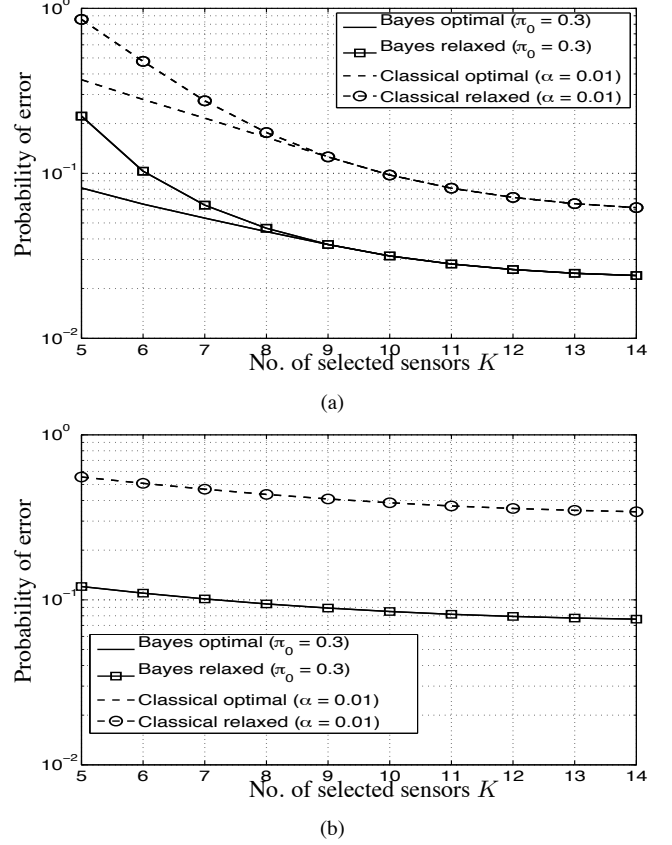 10^0
Bayes optimal (π_0 = 0.3)
Bayes relaxed (π_0 = 0.3)
Classical optimal (α = 0.01)
Classical relaxed (α = 0.01)
Probability of error
10^-1
10^-2
5 6 7 8 9 10 11 12 13 14
No. of selected sensors K
(a)
10^0
Probability of error
10^-1
Bayes optimal (π_0 = 0.3)
Bayes relaxed (π_0 = 0.3)
Classical optimal (α = 0.01)
Classical relaxed (α = 0.01)
10^-2
5 6 7 8 9 10 11 12 13 14
No. of selected sensors K
(b)